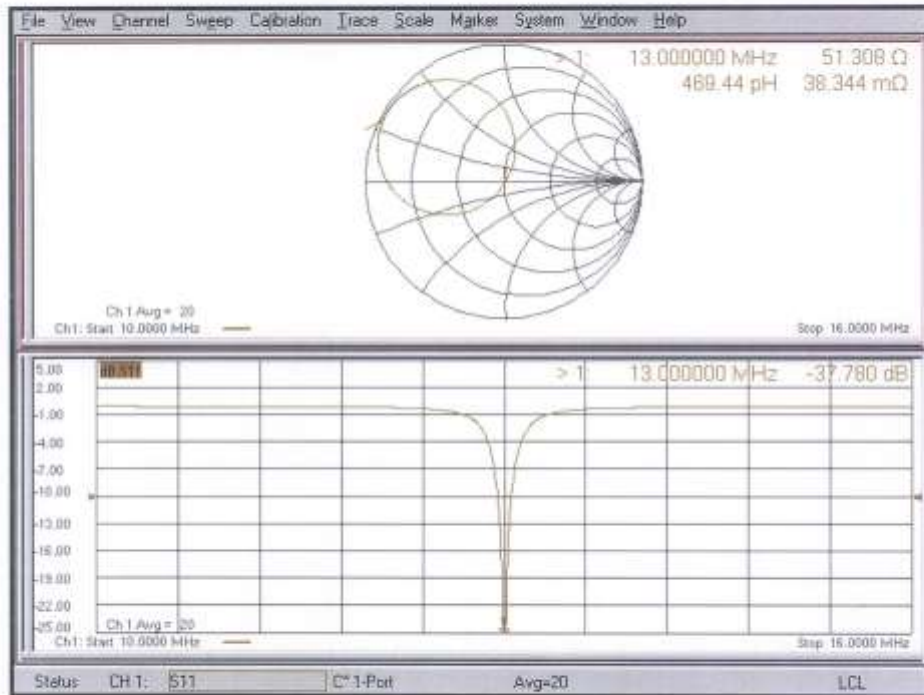 File View Channel Sweep Calibration Trace Scale Marker System Window Help
> 1: 13.000000 MHz 51.308 Ω
469.44 pH 38.344 mΩ
Ch 1 Avg = 20
Ch1: Start 10.0000 MHz
Stop 16.0000 MHz
5.00
dB S11
> 1: 13.000000 MHz -37.780 dB
2.00
-1.00
-4.00
-7.00
-10.00
-13.00
-16.00
-19.00
-22.00
-25.00
Ch 1 Avg = 20
Ch1: Start 10.0000 MHz
Stop 16.0000 MHz
Status CH 1: S11 C* 1-Port Avg=20 LCL